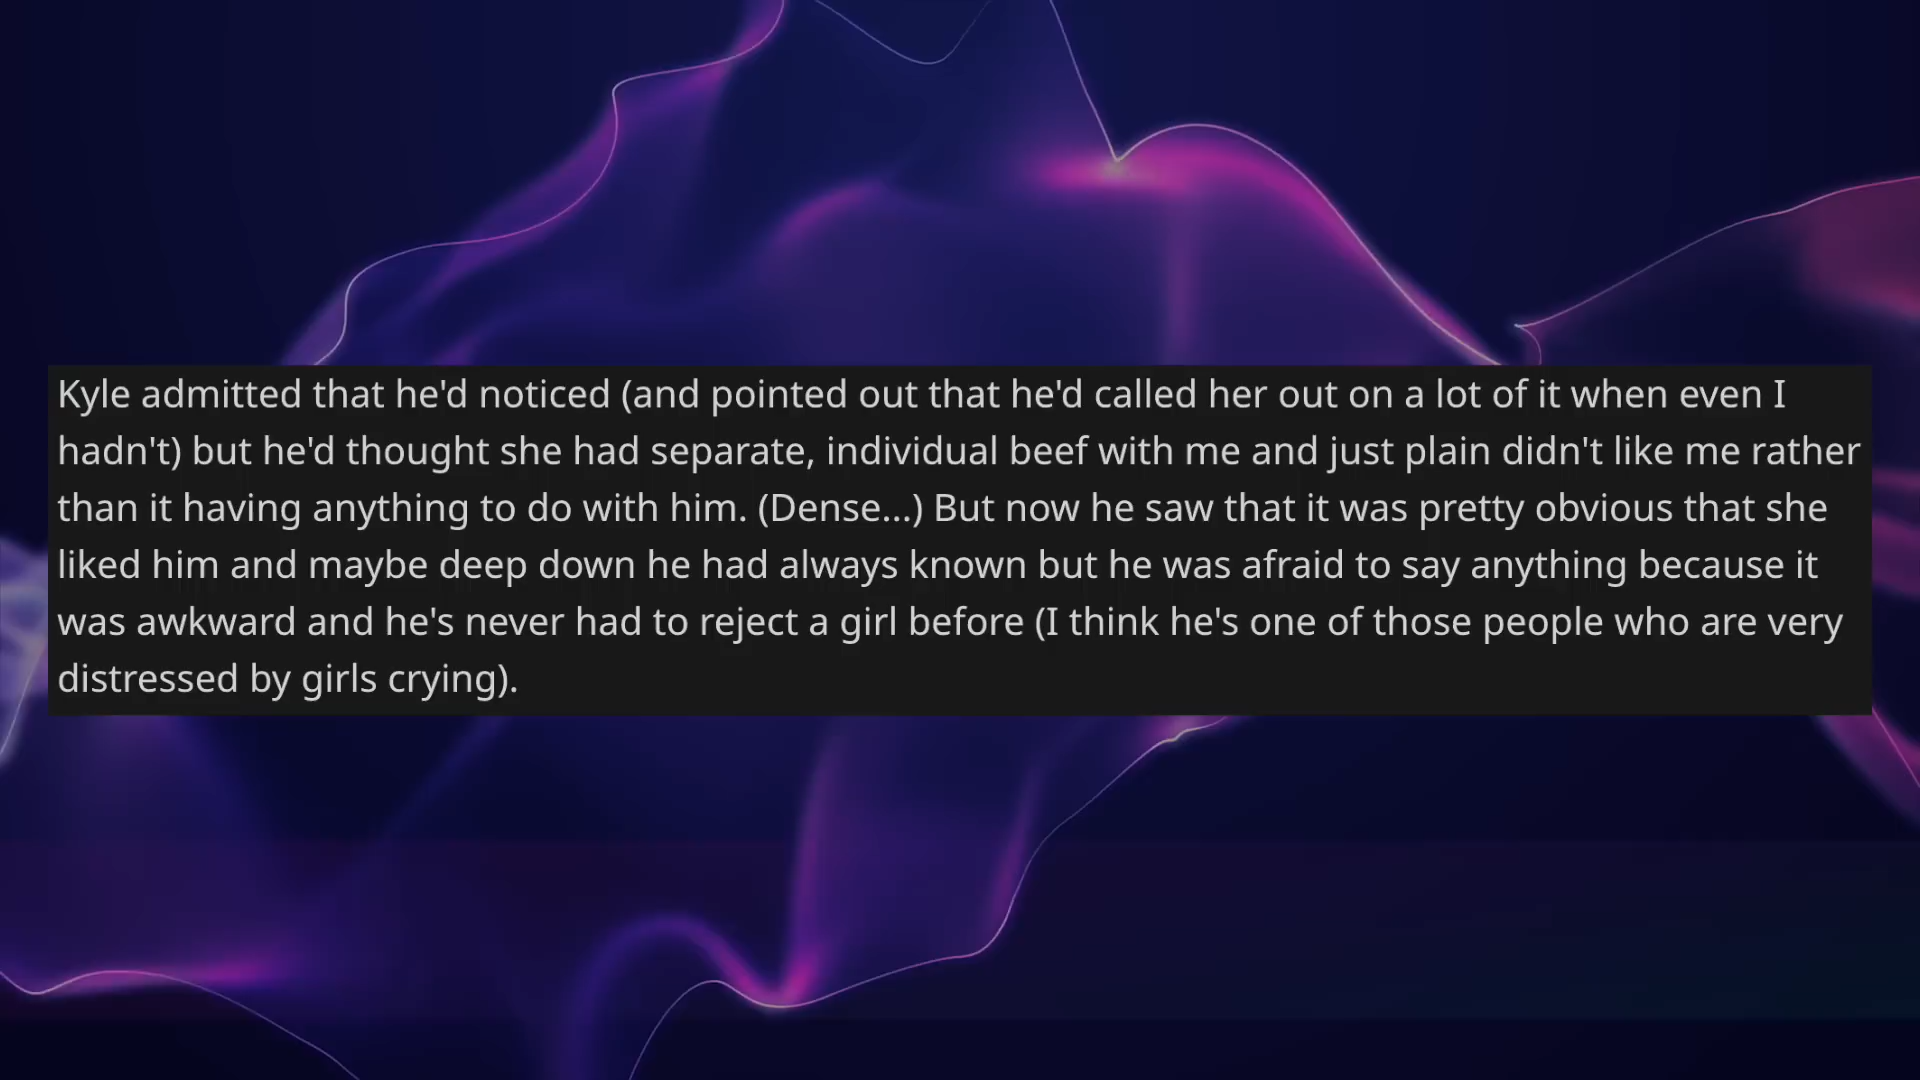 Kyle admitted that he'd noticed (and pointed out that he'd called her out on a lot of it when even I
hadn't) but he'd thought she had separate, individual beef with me and just plain didn't like me rather
than it having anything to do with him. (Dense...) But now he saw that it was pretty obvious that she
liked him and maybe deep down he had always known but he was afraid to say anything because it
was awkward and he's never had to reject a girl before (I think he's one of those people who are very
distressed by girls crying).